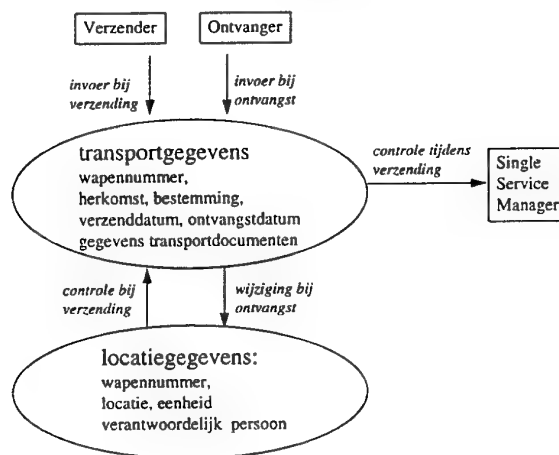 Verzender
Ontvanger
invoer bij
verzending
invoer bij
ontvangst
transportgegevens
wapennummer,
herkomst, bestemming,
verzenddatum, ontvangstdatum
gegevens transportdocumenten
controle tijdens
verzending
Single
Service
Manager
controle bij
verzending
wijziging bij
ontvangst
locatiegegevens:
wapennummer,
locatie, eenheid
verantwoordelijk persoon